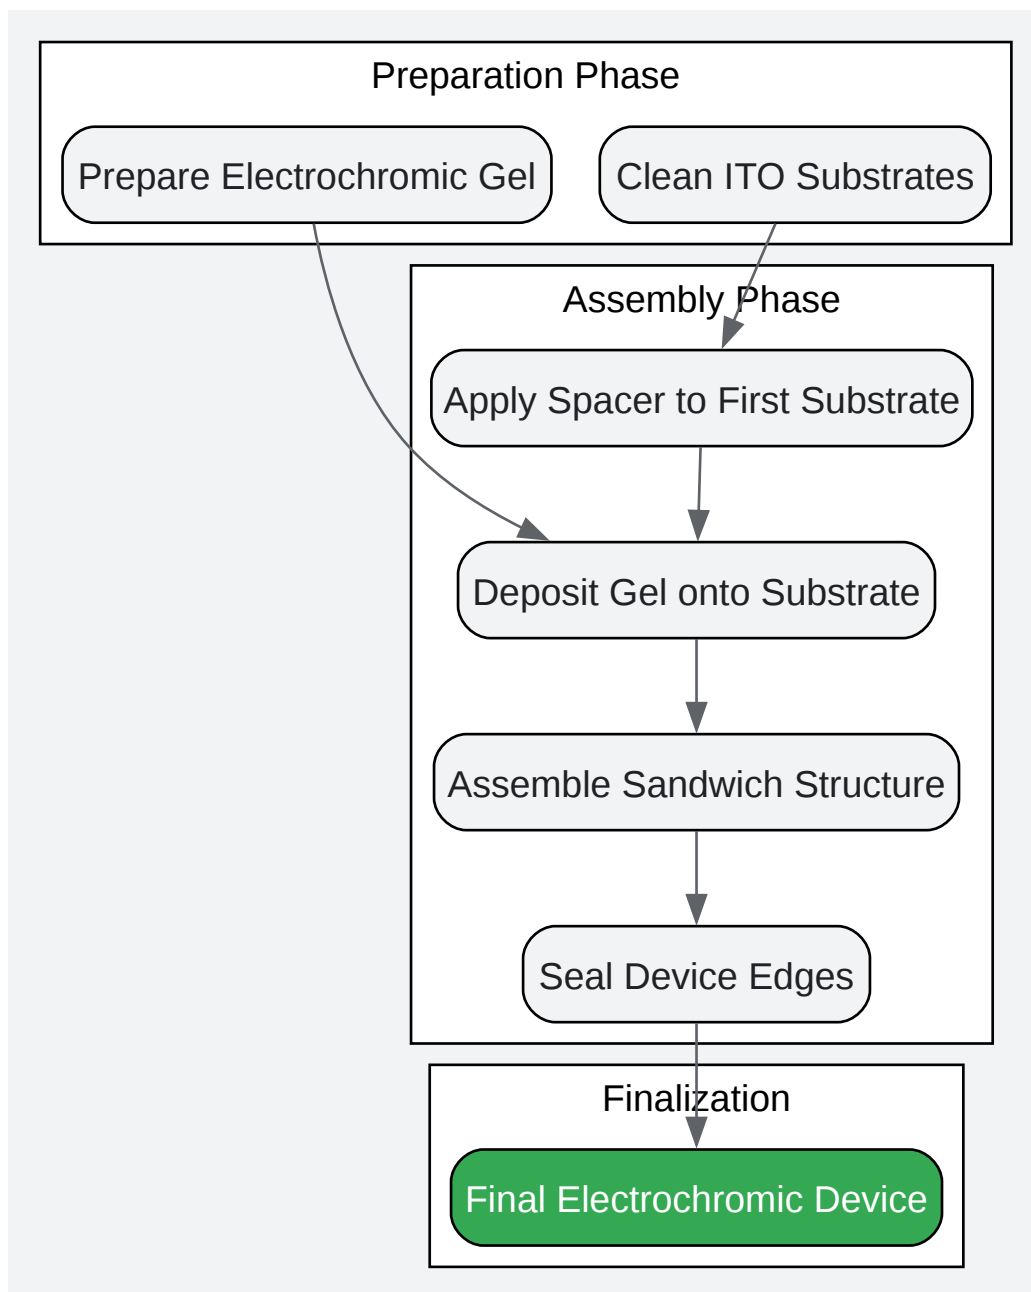 Preparation Phase
Prepare Electrochromic Gel
Clean ITO Substrates
Assembly Phase
Apply Spacer to First Substrate
Deposit Gel onto Substrate
Assemble Sandwich Structure
Seal Device Edges
Finalization
Final Electrochromic Device